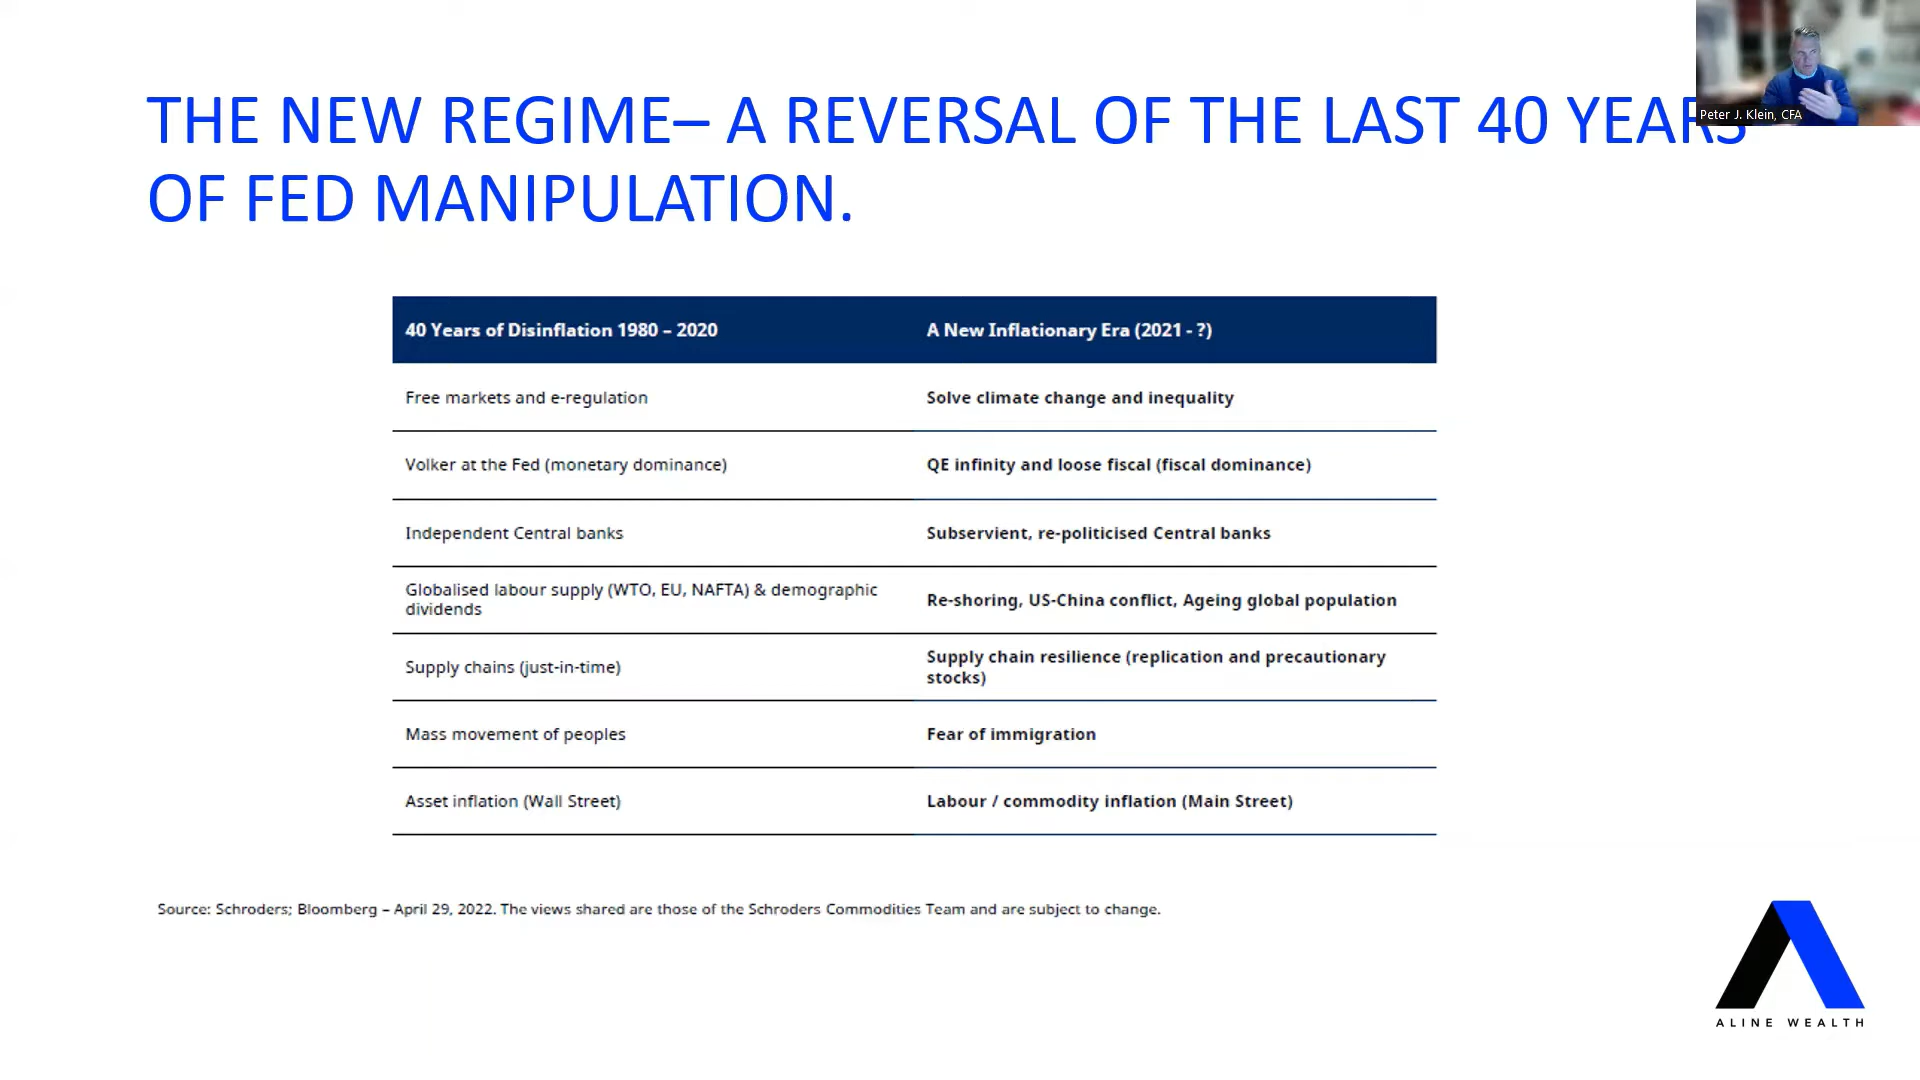 THE NEW REGIME– A REVERSAL OF THE LAST 40 YEARS
OF FED MANIPULATION.
Peter J. Klein, CFA
40 Years of Disinflation 1980 – 2020
A New Inflationary Era (2021 - ?)
Free markets and e-regulation
Solve climate change and inequality
Volker at the Fed (monetary dominance)
QE infinity and loose fiscal (fiscal dominance)
Independent Central banks
Subservient, re-politicised Central banks
Globalised labour supply (WTO, EU, NAFTA) & demographic
dividends
Re-shoring, US-China conflict, Ageing global population
Supply chains (just-in-time)
Supply chain resilience (replication and precautionary
stocks)
Mass movement of peoples
Fear of immigration
Asset inflation (Wall Street)
Labour / commodity inflation (Main Street)
Source: Schroders; Bloomberg – April 29, 2022. The views shared are those of the Schroders Commodities Team and are subject to change.
ALINE WEALTH